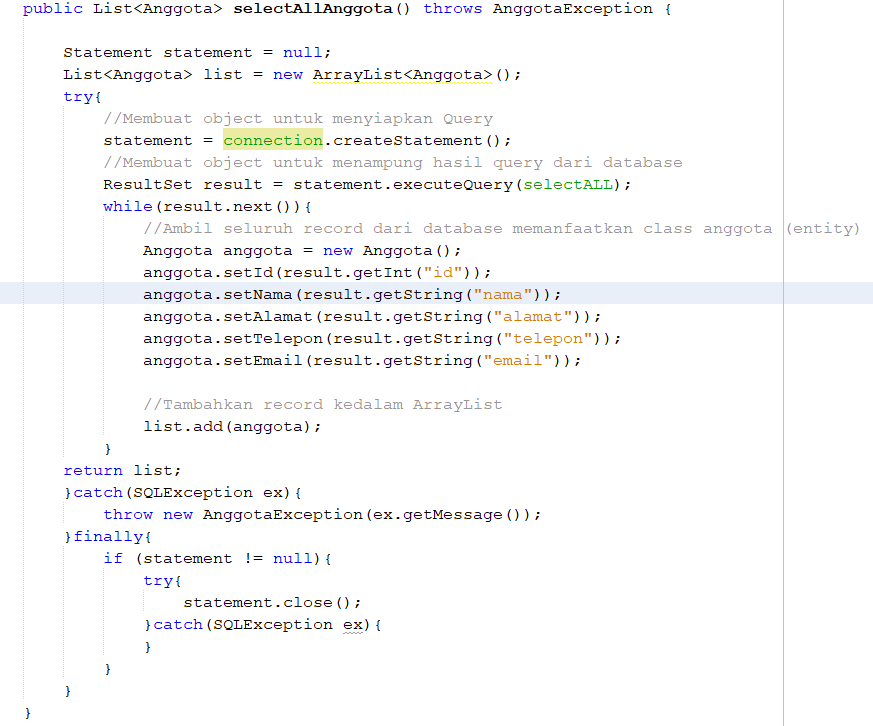 public List<Anggota> selectAllAnggota() throws AnggotaException {
Statement statement = null;
List<Anggota> list = new ArrayList<Anggota>();
try{
//Membuat object untuk menyiapkan Query
statement = connection.createStatement();
//Membuat object untuk menampung hasil query dari database
ResultSet result = statement.executeQuery(selectALL);
while(result.next()){
//Ambil seluruh record dari database memanfaatkan class anggota (entity)
Anggota anggota = new Anggota();
anggota.setId(result.getInt("id"));
anggota.setNama(result.getString("nama"));
anggota.setAlamat(result.getString("alamat"));
anggota.setTelepon(result.getString("telepon"));
anggota.setEmail(result.getString("email"));
//Tambahkan record kedalam ArrayList
list.add(anggota);
}
return list;
}catch(SQLException ex){
throw new AnggotaException(ex.getMessage());
}finally{
if (statement != null){
try{
statement.close();
}catch(SQLException ex){
}
}
}
}